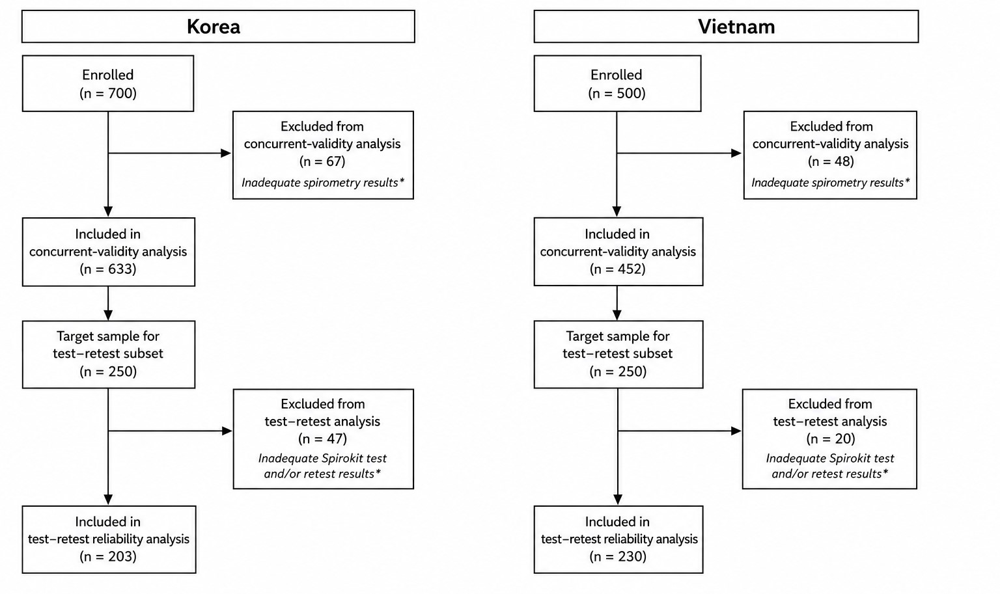 Korea
Enrolled
(n = 700)
Excluded from
concurrent-validity analysis
(n = 67)
Inadequate spirometry results*
Included in
concurrent-validity analysis
(n = 633)
Target sample for
test–retest subset
(n = 250)
Excluded from
test–retest analysis
(n = 47)
Inadequate Spirokit test
and/or retest results*
Included in
test–retest reliability analysis
(n = 203)
Vietnam
Enrolled
(n = 500)
Excluded from
concurrent-validity analysis
(n = 48)
Inadequate spirometry results*
Included in
concurrent-validity analysis
(n = 452)
Target sample for
test–retest subset
(n = 250)
Excluded from
test–retest analysis
(n = 20)
Inadequate Spirokit test
and/or retest results*
Included in
test–retest reliability analysis
(n = 230)